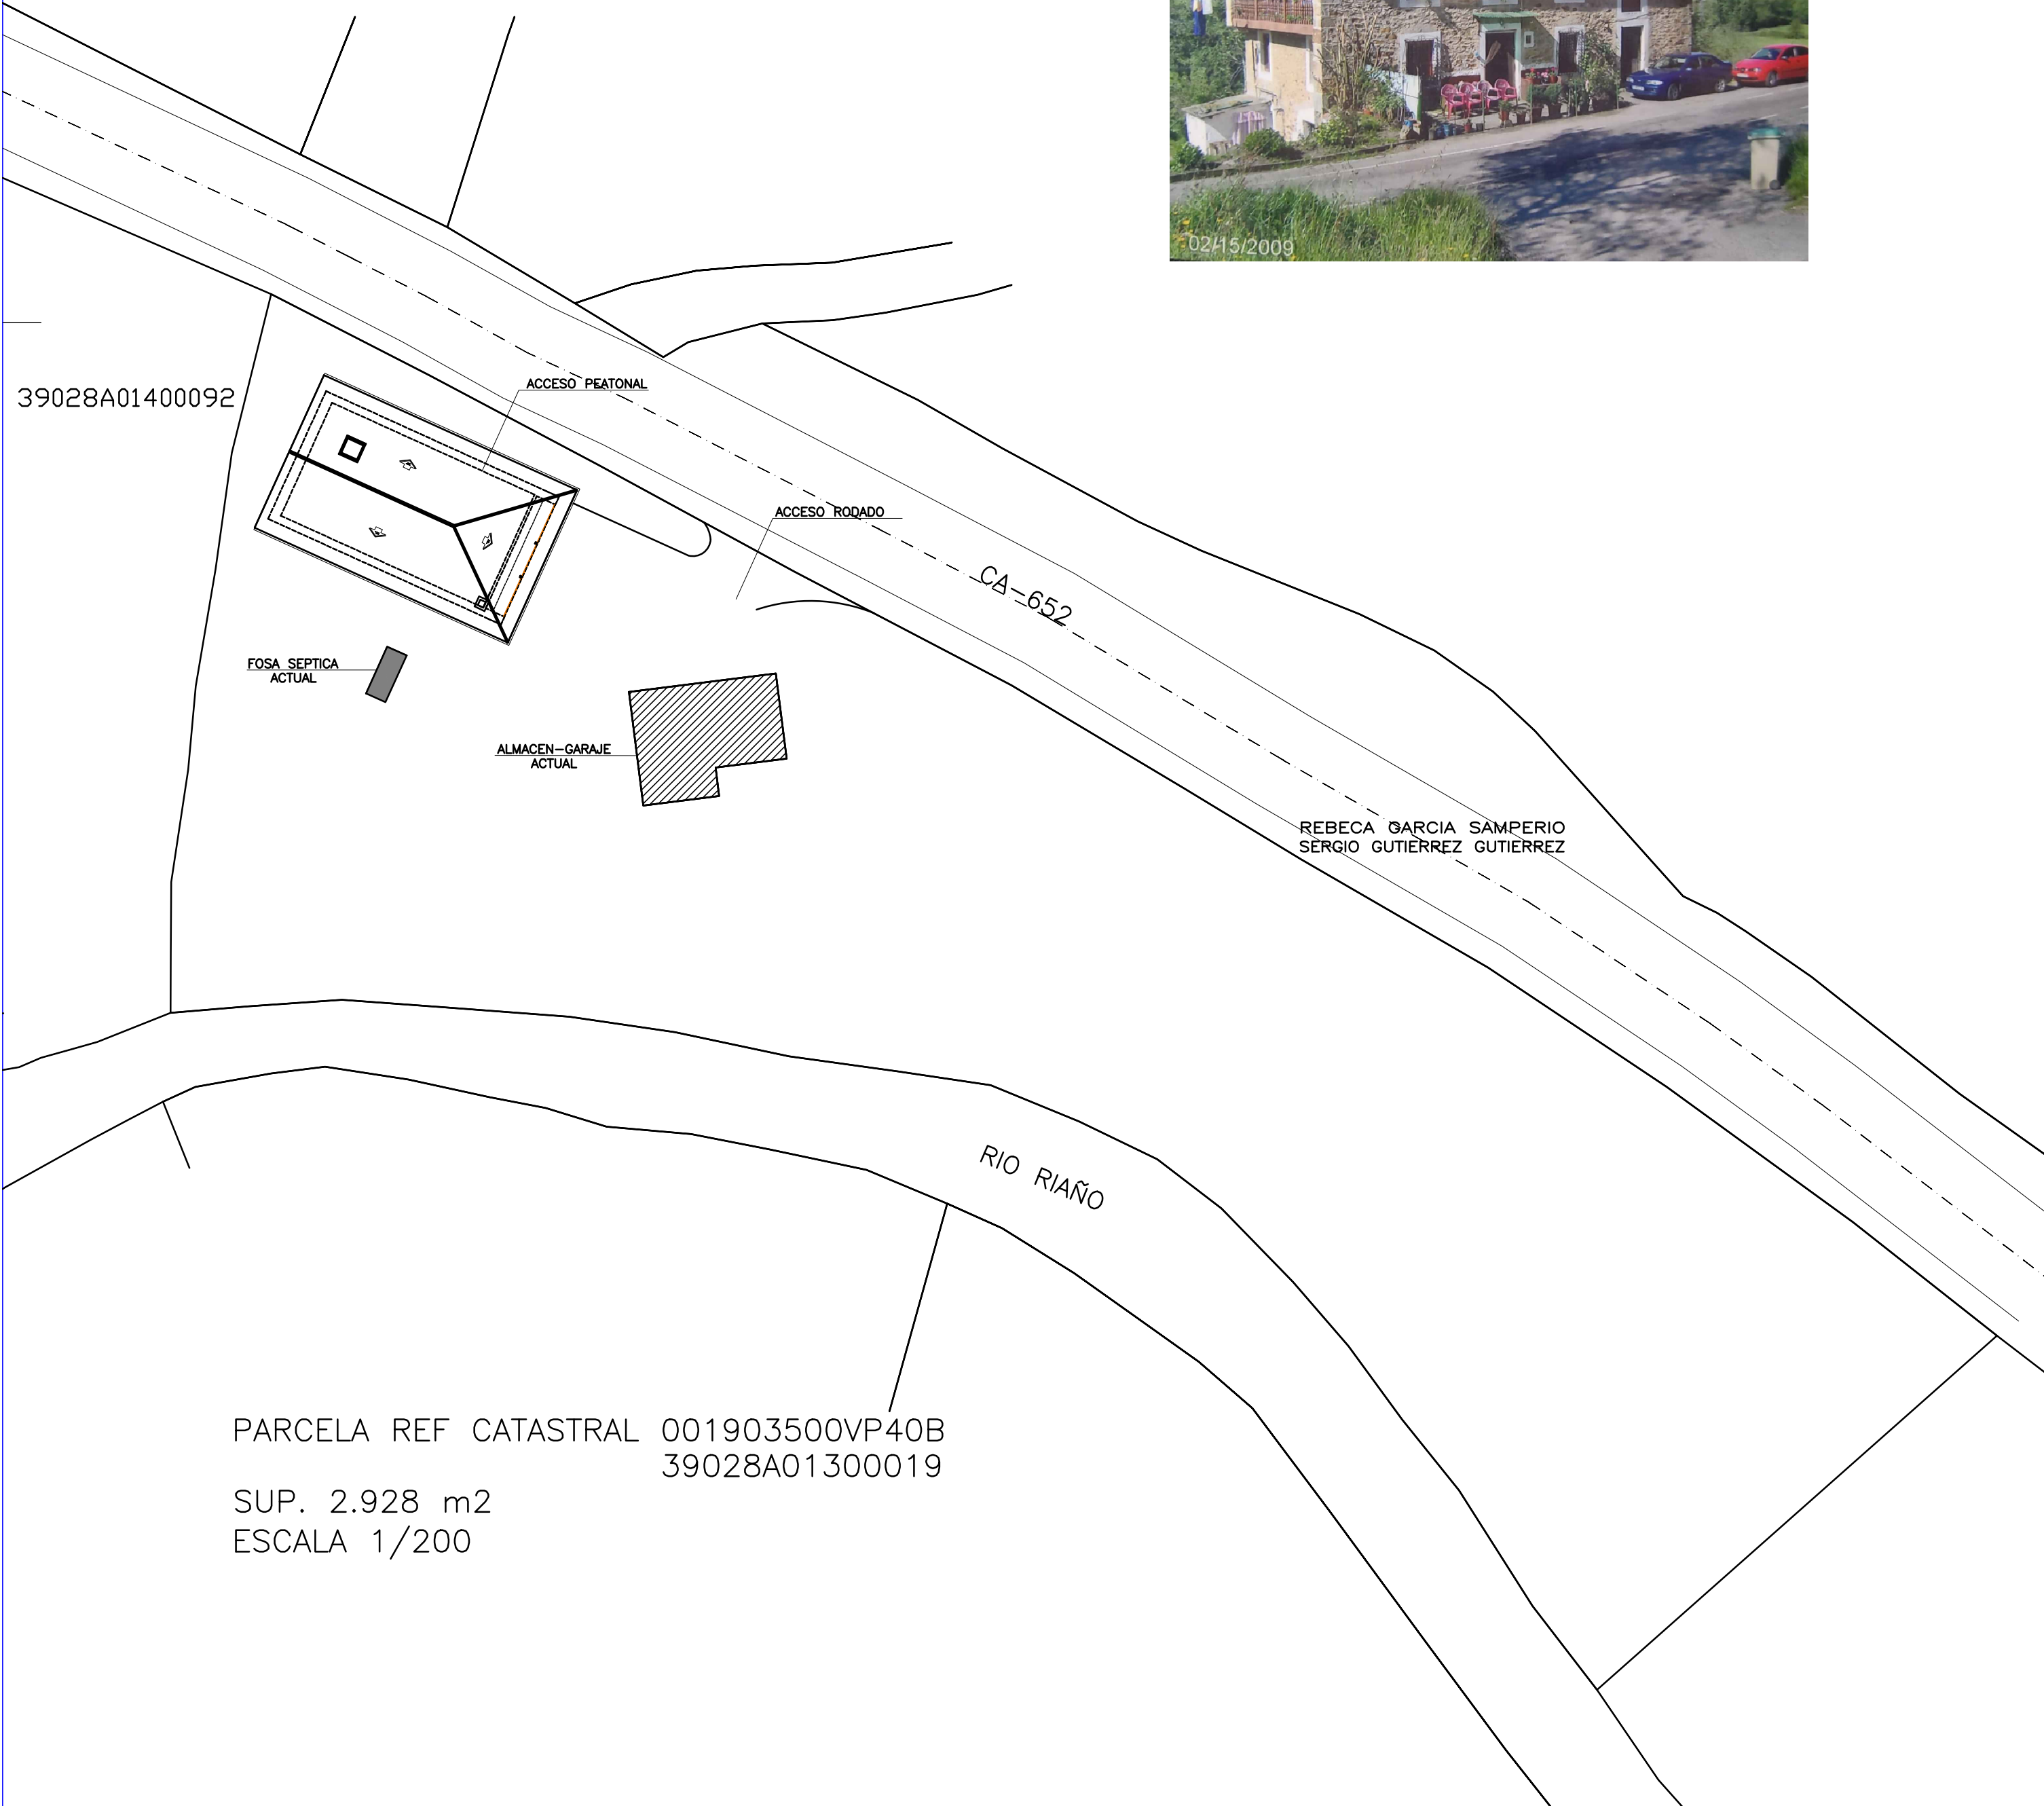 02/15/2009
39028A01400092
ACCESO PEATONAL
ACCESO RODADO
CA-652
FOSA SEPTICA
ACTUAL
ALMACEN-GARAJE
ACTUAL
REBECA GARCIA SAMPERIO
SERGIO GUTIERREZ GUTIERREZ
RIO RIAÑO
PARCELA REF CATASTRAL 001903500VP40B
39028A01300019
SUP. 2.928 m2
ESCALA 1/200